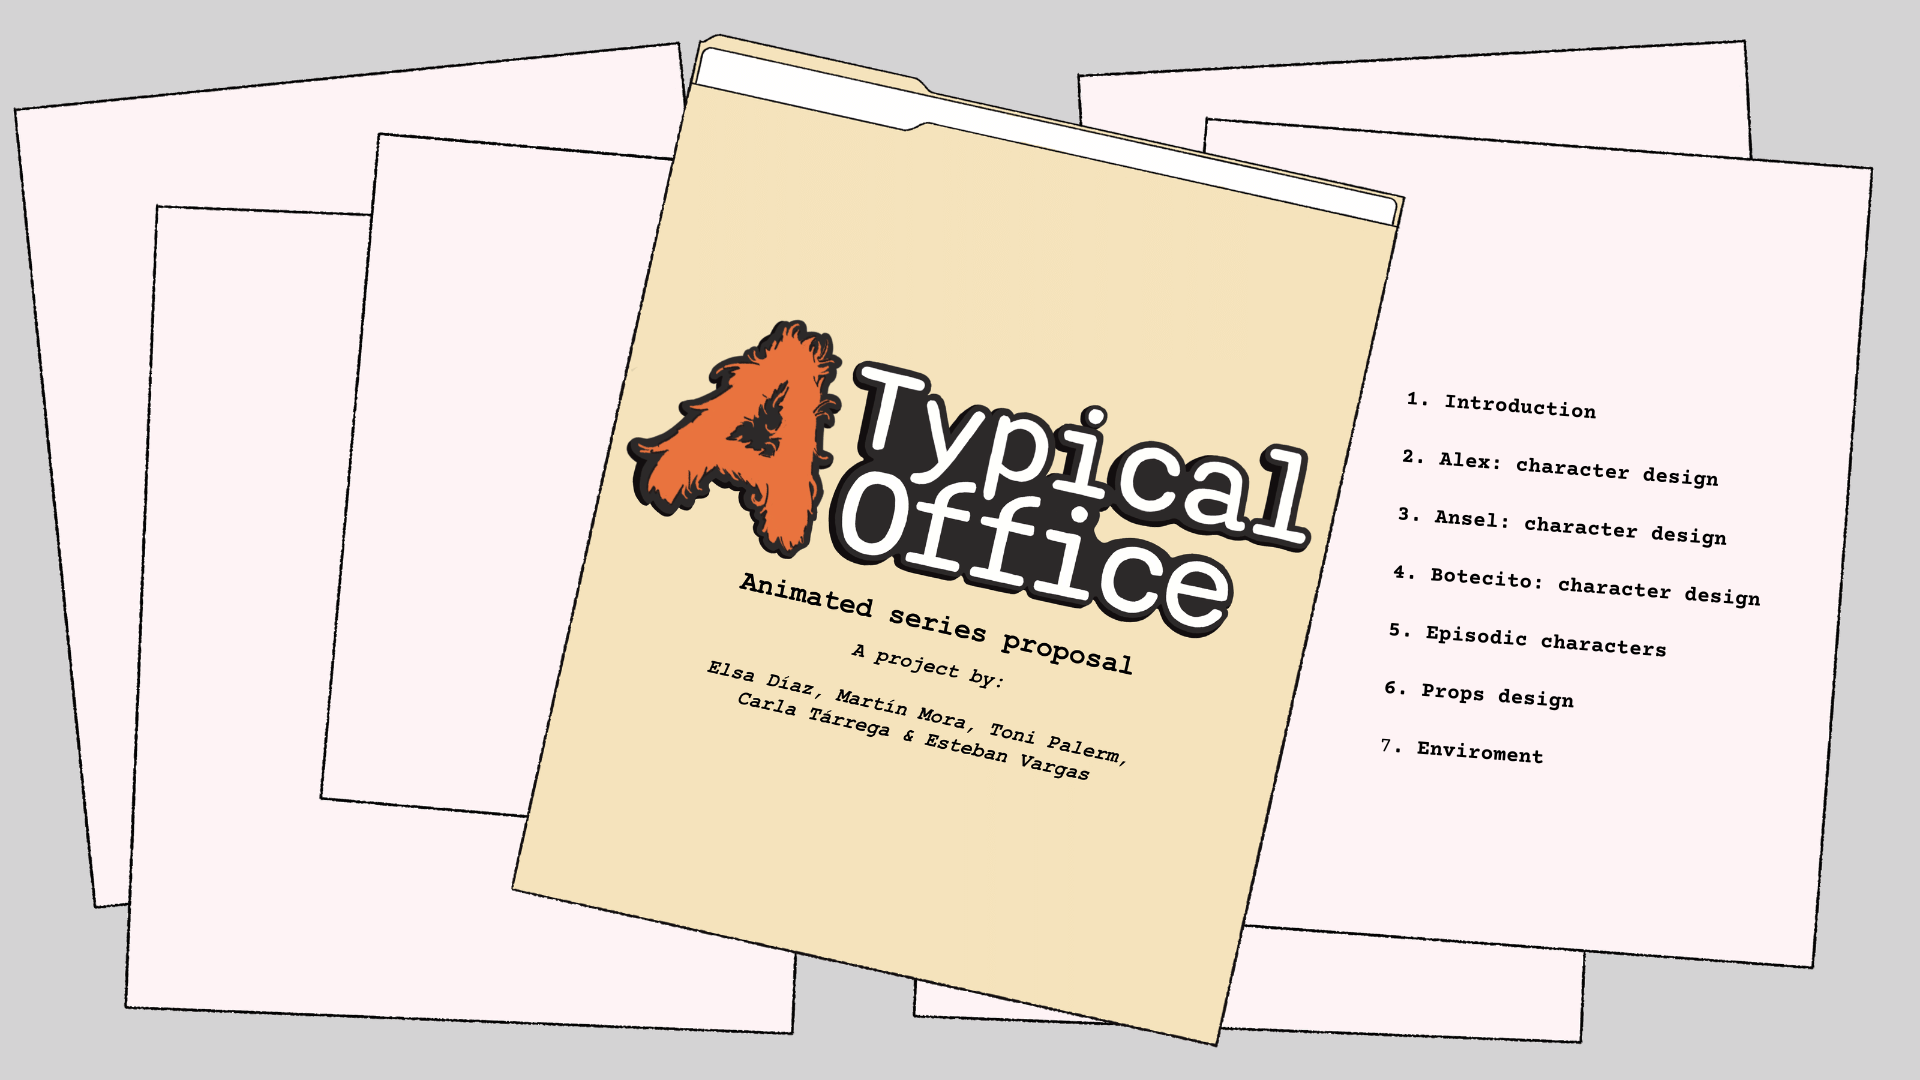 A Typical
Office
Animated series proposal
A project by:
Elsa Díaz, Martín Mora, Toni Palerm,
Carla Tárrega & Esteban Vargas
1. Introduction
2. Alex: character design
3. Ansel: character design
4. Botecito: character design
5. Episodic characters
6. Props design
7. Enviroment